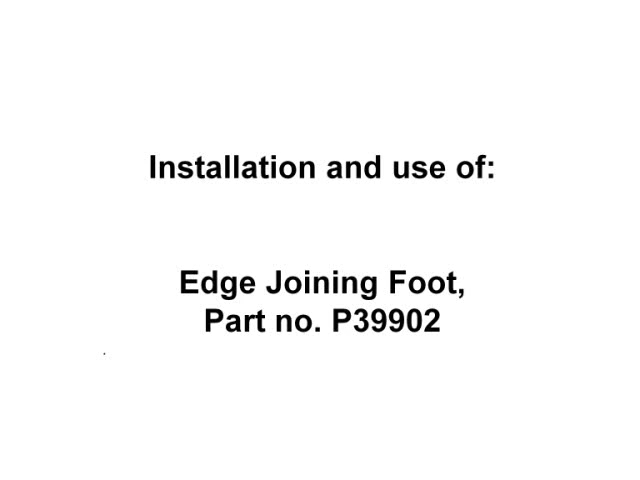 Installation and use of:
Edge Joining Foot,
Part no. P39902
.